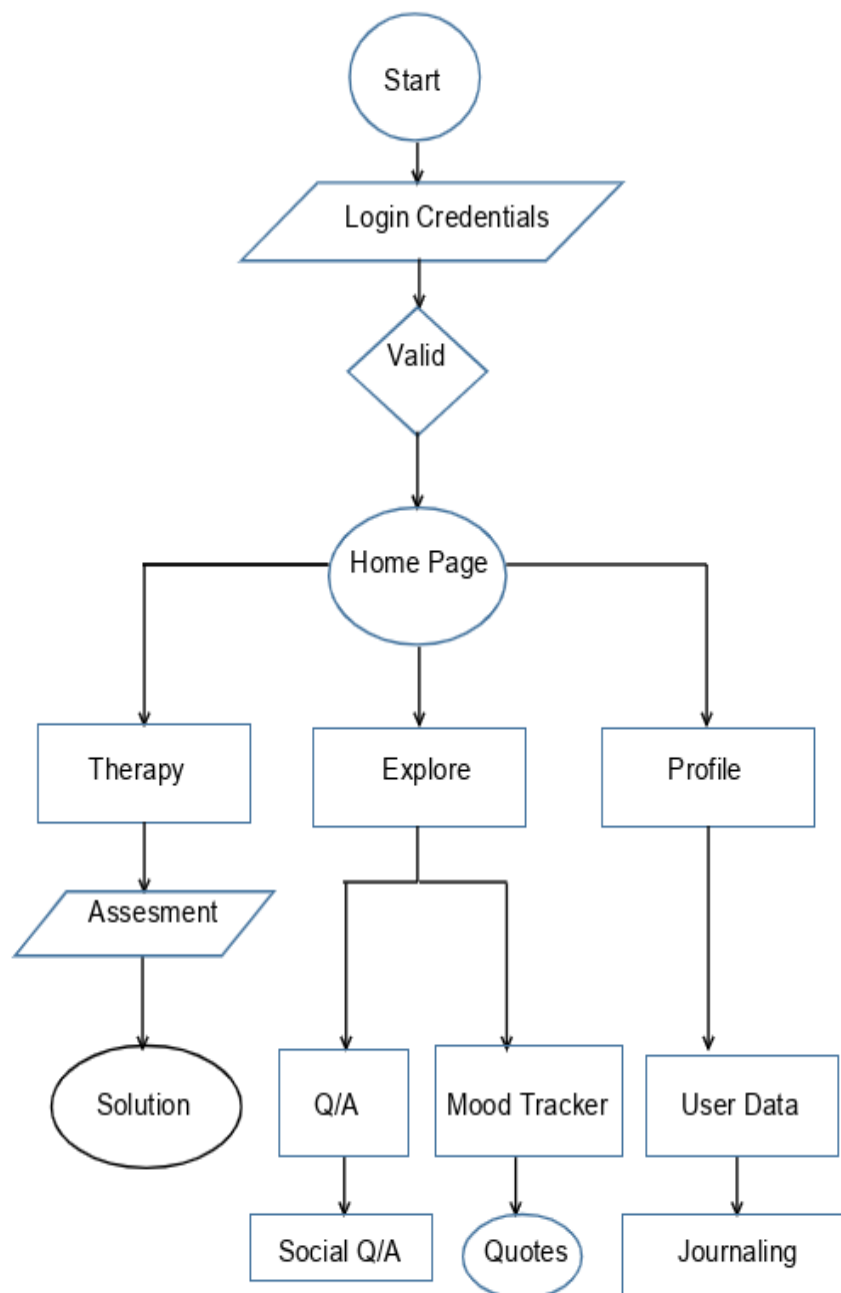 Start
Login Credentials
Valid
Home Page
Therapy
Explore
Profile
Assesment
Solution
Q/A
Mood Tracker
User Data
Social Q/A
Quotes
Journaling